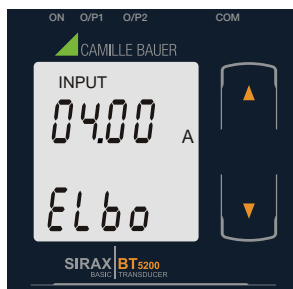 ON O/P1 O/P2 COM
CAMILLE BAUER
INPUT
04.00 A
ELbo
SIRAX BT5200
BASIC TRANSDUCER